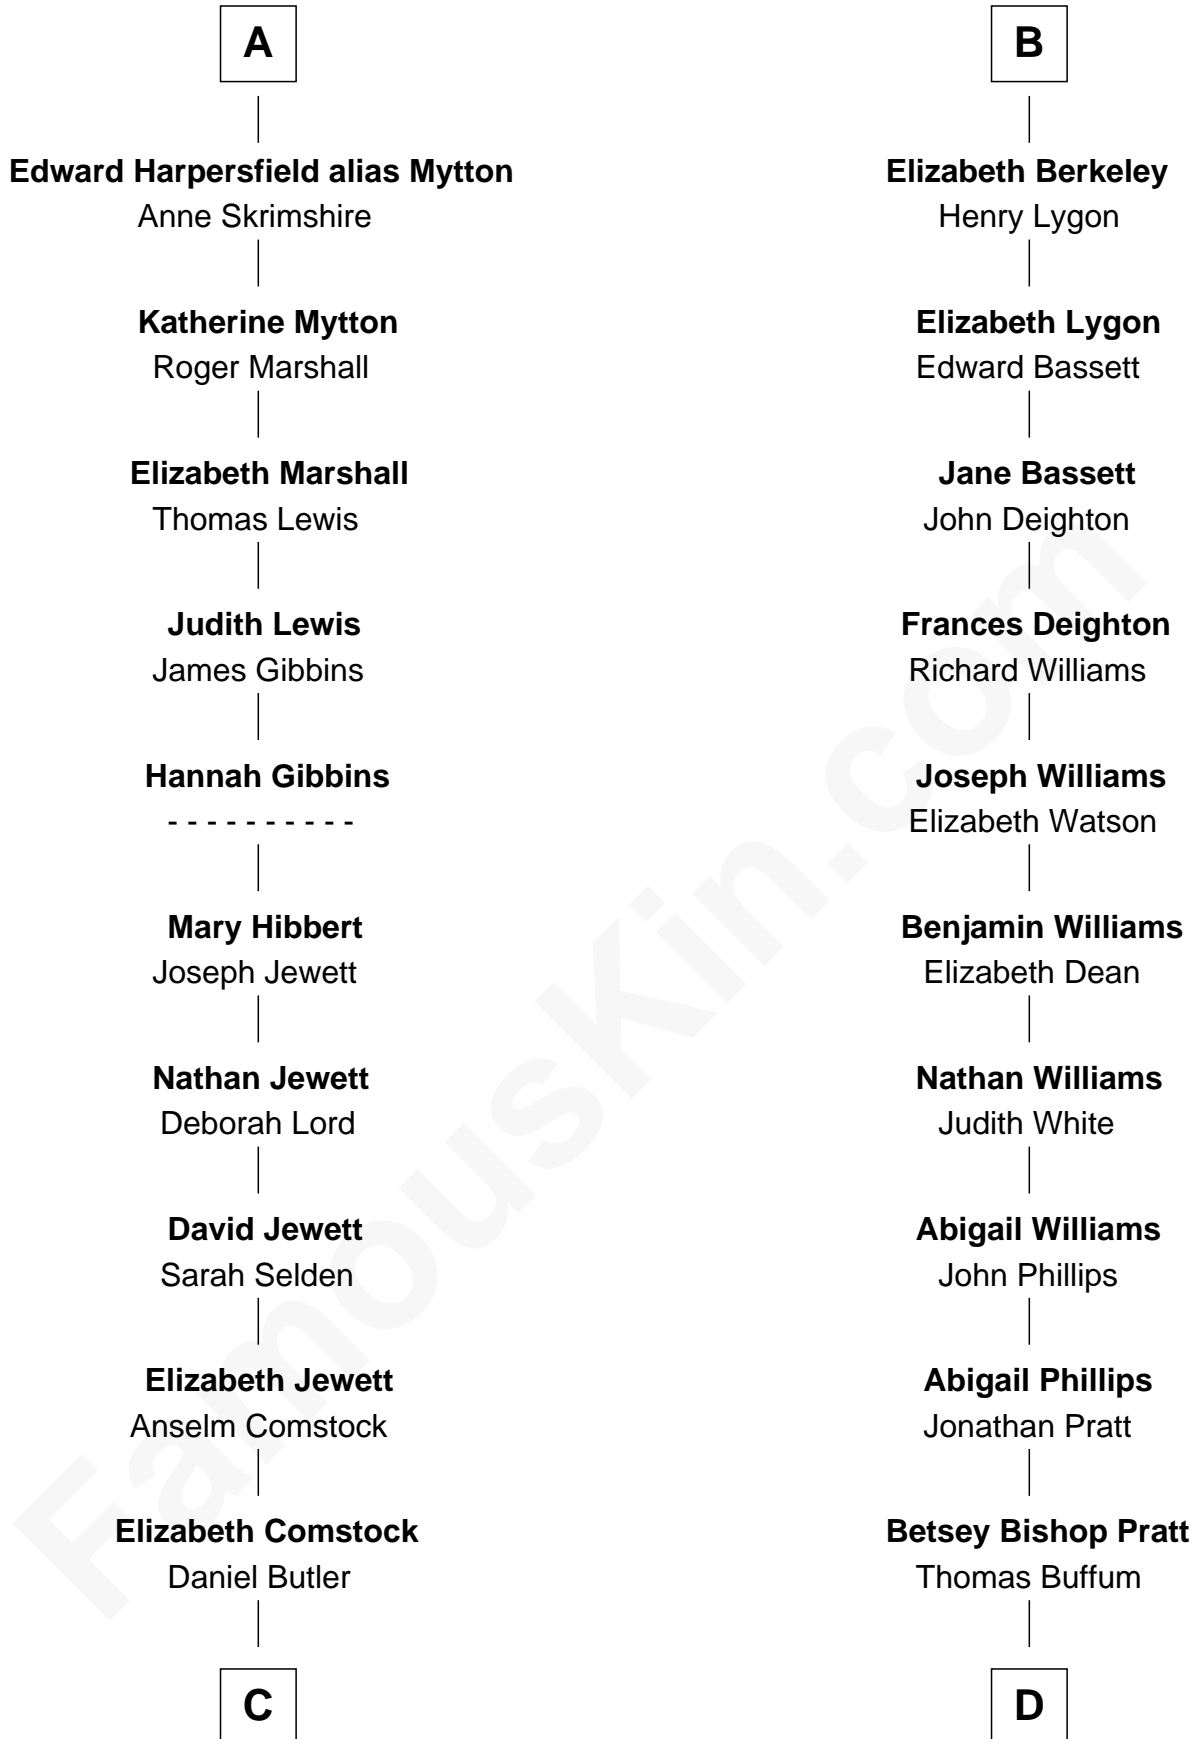 A
Edward Harpersfield alias Mytton
Anne Skrimshire
Katherine Mytton
Roger Marshall
Elizabeth Marshall
Thomas Lewis
Judith Lewis
James Gibbins
Hannah Gibbins
- - - - - - - - - -
Mary Hibbert
Joseph Jewett
Nathan Jewett
Deborah Lord
David Jewett
Sarah Selden
Elizabeth Jewett
Anselm Comstock
Elizabeth Comstock
Daniel Butler
C
B
Elizabeth Berkeley
Henry Lygon
Elizabeth Lygon
Edward Bassett
Jane Bassett
John Deighton
Frances Deighton
Richard Williams
Joseph Williams
Elizabeth Watson
Benjamin Williams
Elizabeth Dean
Nathan Williams
Judith White
Abigail Williams
John Phillips
Abigail Phillips
Jonathan Pratt
Betsey Bishop Pratt
Thomas Buffum
D
FamousKin.com